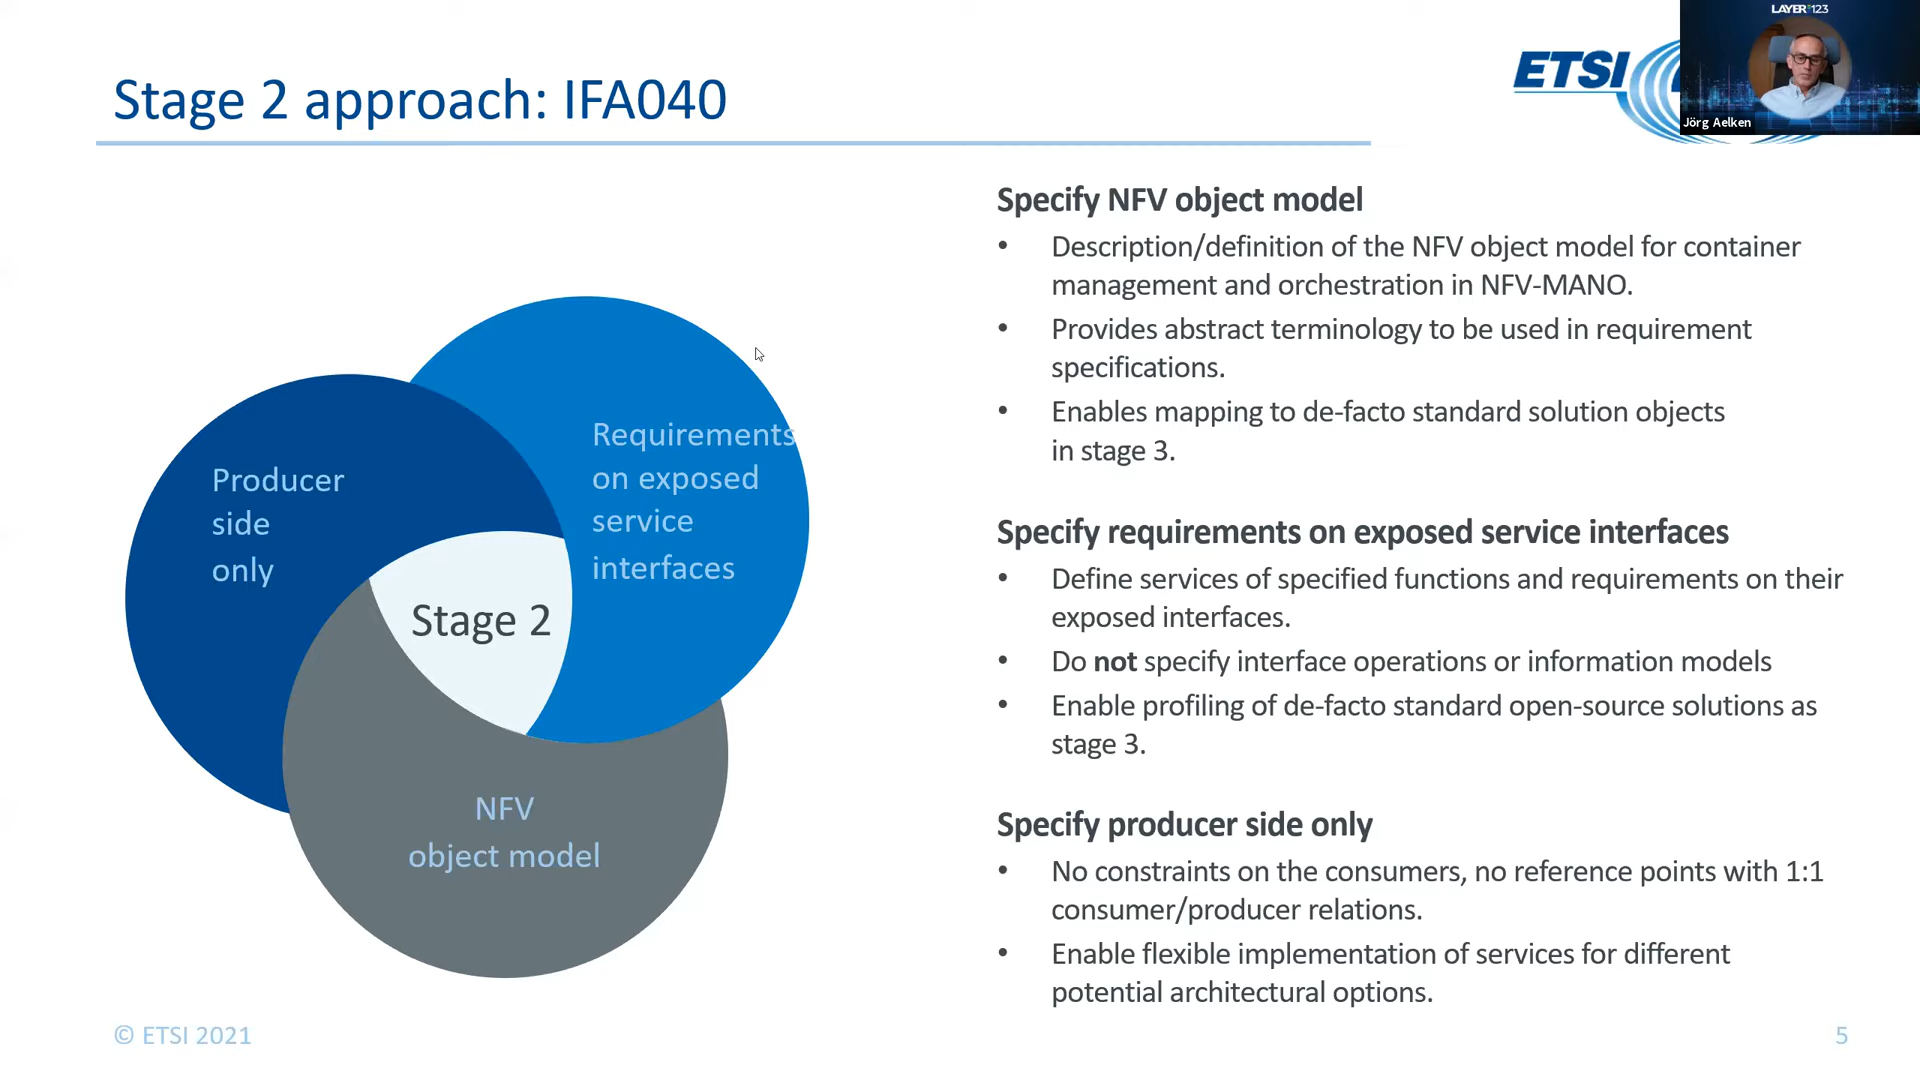 LAYER123
ETSI
Jörg Aelken
Stage 2 approach: IFA040
Producer
side
only
Requirements
on exposed
service
interfaces
Stage 2
NFV
object model
Specify NFV object model
• Description/definition of the NFV object model for container
management and orchestration in NFV-MANO.
• Provides abstract terminology to be used in requirement
specifications.
• Enables mapping to de-facto standard solution objects
in stage 3.
Specify requirements on exposed service interfaces
• Define services of specified functions and requirements on their
exposed interfaces.
• Do not specify interface operations or information models
• Enable profiling of de-facto standard open-source solutions as
stage 3.
Specify producer side only
• No constraints on the consumers, no reference points with 1:1
consumer/producer relations.
• Enable flexible implementation of services for different
potential architectural options.
© ETSI 2021
5